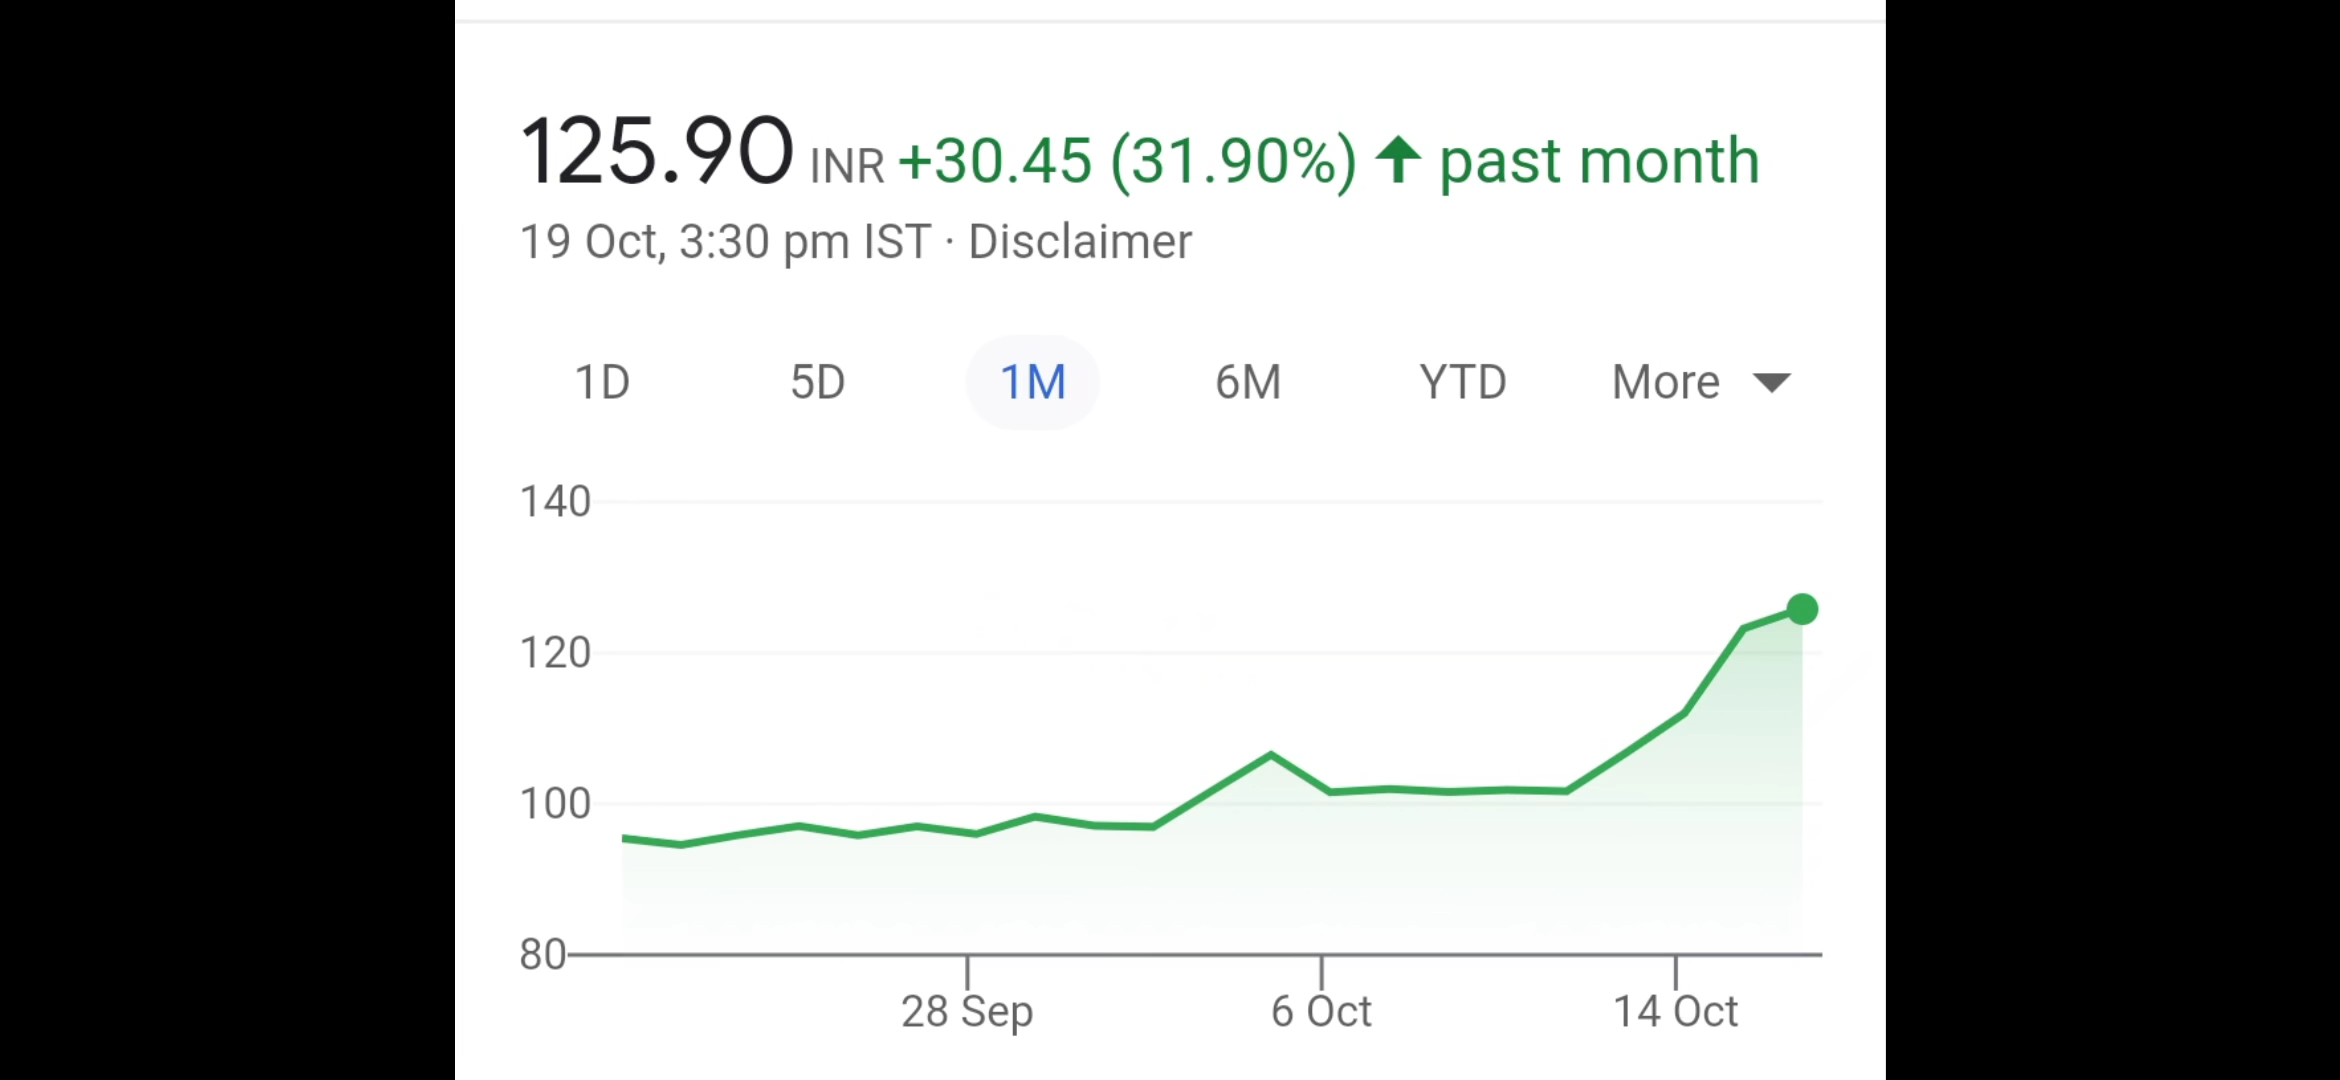 125.90 INR +30.45 (31.90%) ↑ past month
19 Oct, 3:30 pm IST · Disclaimer
1D 5D 1M 6M YTD More
140
120
100
80
28 Sep 6 Oct 14 Oct